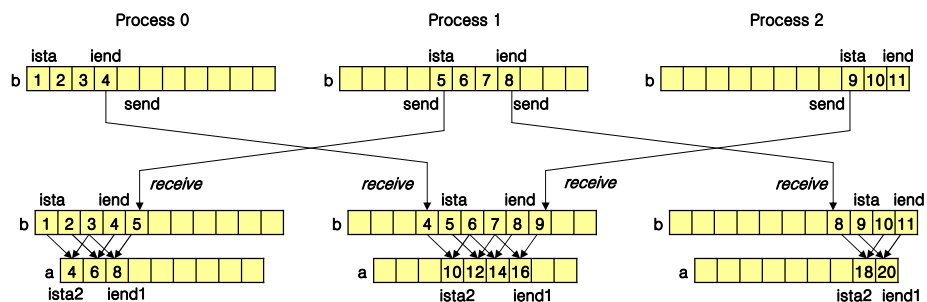 Process 0 Process 1 Process 2
ista iend ista iend ista iend
b 1 2 3 4 b 5 6 7 8 b 9 10 11
send send send send
receive receive receive receive
ista iend ista iend ista iend
b 1 2 3 4 5 b 4 5 6 7 8 9 b 8 9 10 11
a 4 6 8 a 10 12 14 16 a 18 20
ista2 iend1 ista2 iend1 ista2 iend1